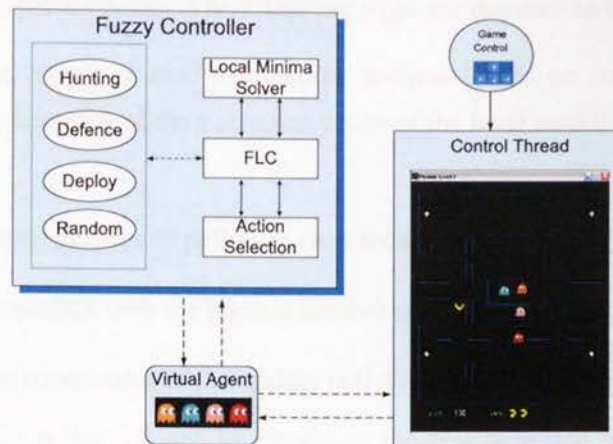 Fuzzy Controller
Hunting
Defence
Deploy
Random
Local Minima
Solver
FLC
Action
Selection
Game
Control
Control Thread
Virtual Agent